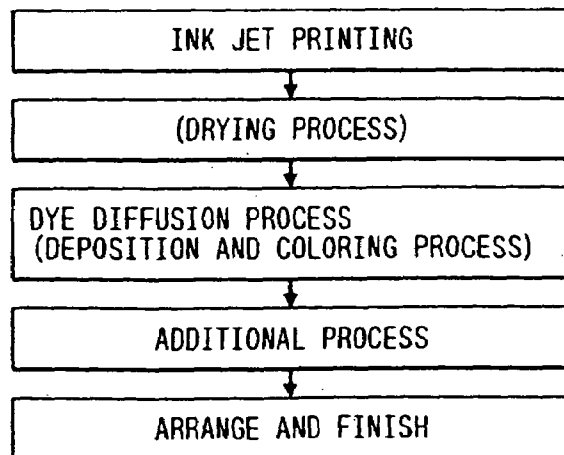 INK JET PRINTING
(DRYING PROCESS)
DYE DIFFUSION PROCESS
(DEPOSITION AND COLORING PROCESS)
ADDITIONAL PROCESS
ARRANGE AND FINISH